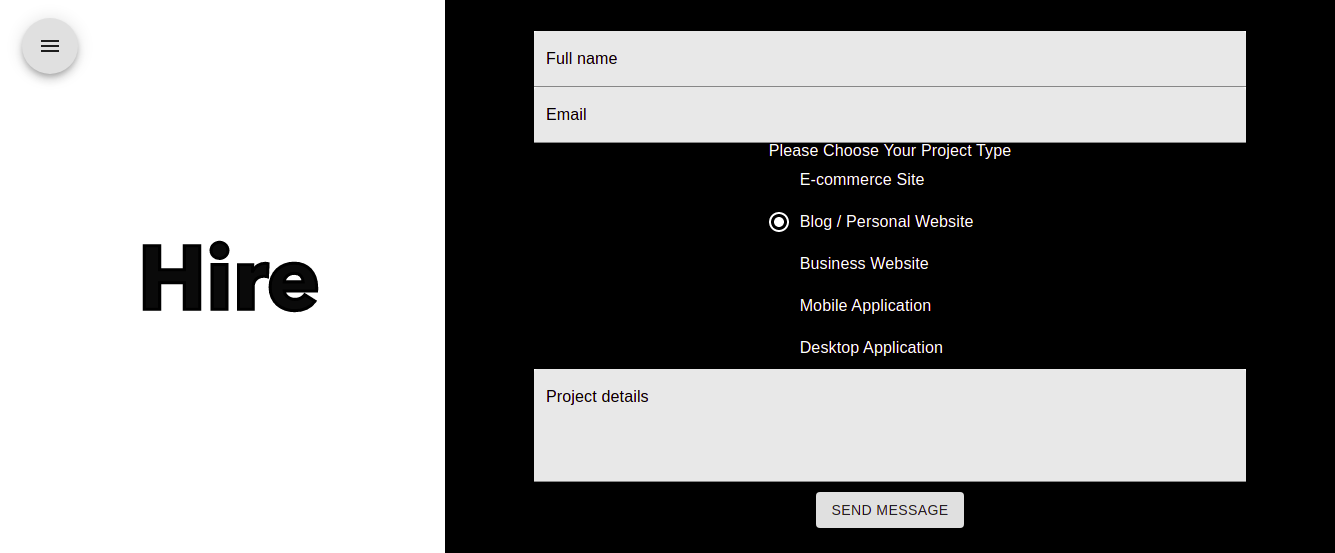 Hire
Full name
Email
Please Choose Your Project Type
E-commerce Site
Blog / Personal Website
Business Website
Mobile Application
Desktop Application
Project details
SEND MESSAGE